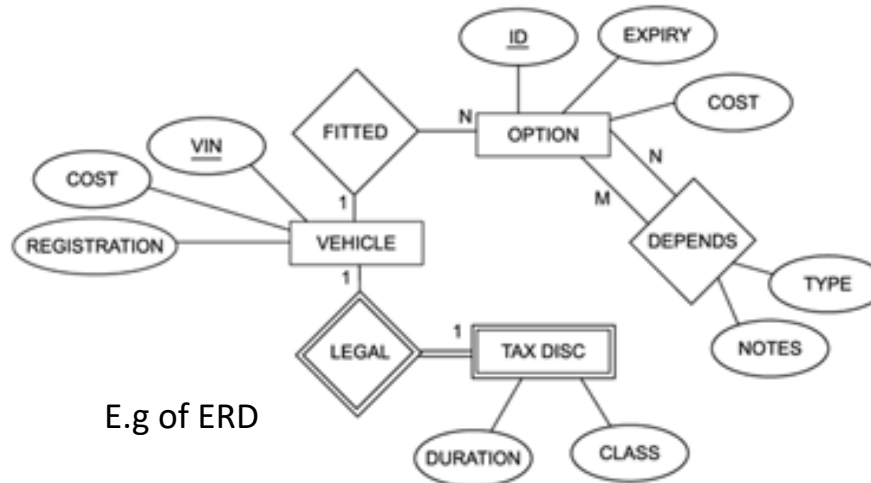 ID
EXPIRY
COST
FITTED
N
OPTION
VIN
N
COST
M
1
REGISTRATION
VEHICLE
DEPENDS
1
TYPE
1
LEGAL
TAX DISC
NOTES
E.g of ERD
DURATION
CLASS